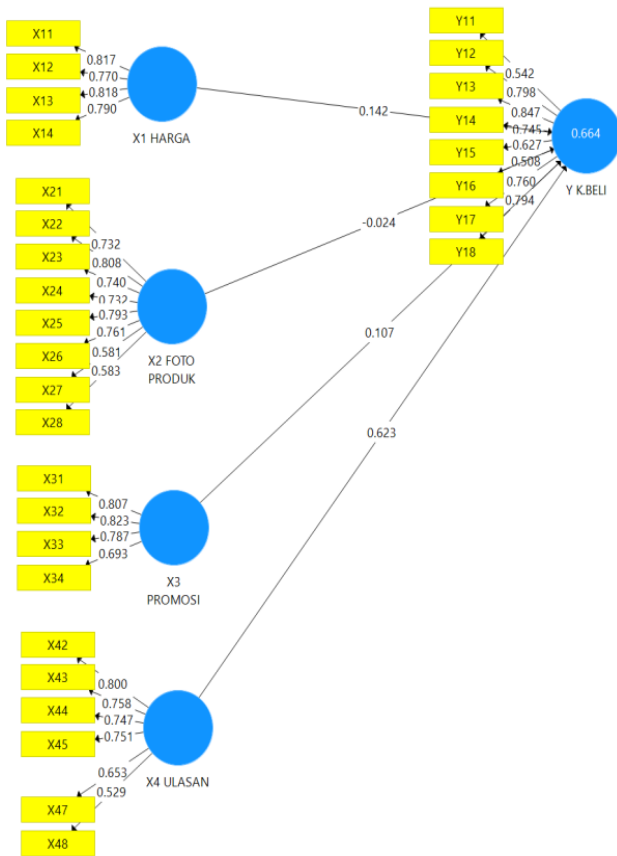 X11
X12
X13
X14
0.817
0.770
0.818
0.790
X1 HARGA
X21
X22
X23
X24
X25
X26
X27
X28
0.732
0.808
0.740
0.732
0.793
0.761
0.581
0.583
X2 FOTO
PRODUK
X31
X32
X33
X34
0.807
0.823
0.787
0.693
X3
PROMOSI
X42
X43
X44
X45
X47
X48
0.800
0.758
0.747
0.751
0.653
0.529
X4 ULASAN
0.142
-0.024
0.107
0.623
Y11
Y12
Y13
Y14
Y15
Y16
Y17
Y18
0.542
0.798
0.847
0.745
0.627
0.508
0.760
0.794
0.664
Y K.BELI